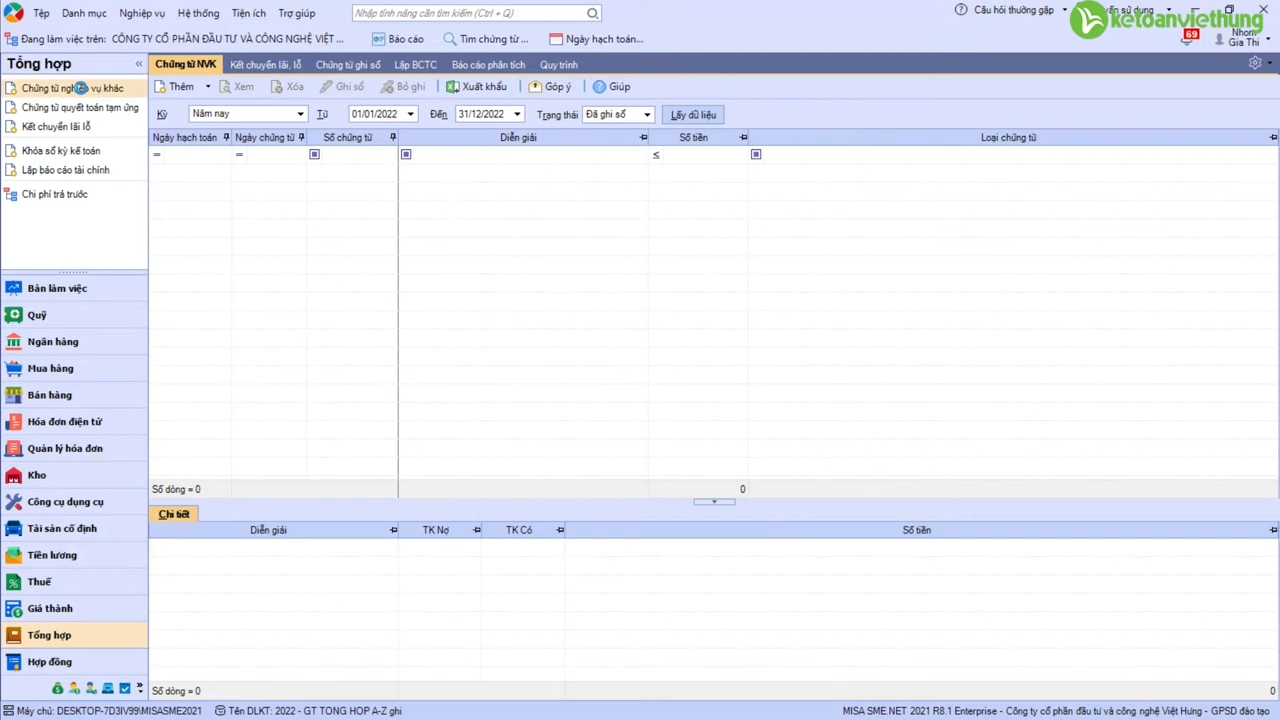 Tệp Danh mục Nghiệp vụ Hệ thống Tiện ích Trợ giúp
Nhập tính năng cần tìm kiếm (Ctrl + Q)
Câu hỏi thường gặp
vấn sử dụng
ketoanviethung
Đang làm việc trên: CÔNG TY CỔ PHẦN ĐẦU TƯ VÀ CÔNG NGHỆ VIỆT ...
Báo cáo
Tìm chứng từ ...
Ngày hạch toán...
69
Nhom
Gia Thi
Tổng hợp
«
Chứng từ NVK Kết chuyển lãi, lỗ Chứng từ ghi sổ Lập BCTC Báo cáo phân tích Quy trình
Chứng từ nghiệp vụ khác
Chứng từ quyết toán tạm ứng
Kết chuyển lãi lỗ
Khóa sổ kỳ kế toán
Lập báo cáo tài chính
Chi phí trả trước
Thêm Xem Xóa Ghi sổ Bỏ ghi Xuất khẩu Góp ý Giúp
Kỳ Năm nay Từ 01/01/2022 Đến 31/12/2022 Trạng thái Đã ghi sổ Lấy dữ liệu
Ngày hạch toán Ngày chứng từ Số chứng từ Diễn giải Số tiền Loại chứng từ
= = ≤
Số dòng = 0 0
Bàn làm việc
Quỹ
Ngân hàng
Mua hàng
Bán hàng
Hóa đơn điện tử
Quản lý hóa đơn
Kho
Công cụ dụng cụ
Tài sản cố định
Tiền lương
Thuế
Giá thành
Tổng hợp
Hợp đồng
Chi tiết
Diễn giải TK Nợ TK Có Số tiền
Số dòng = 0 0
Máy chủ: DESKTOP-7D3IV99\MISASME2021 Tên DLKT: 2022 - GT TONG HOP A-Z ghi MISA SME.NET 2021 R8.1 Enterprise - Công ty cổ phần đầu tư và công nghệ Việt Hưng - GPSD đào tạo